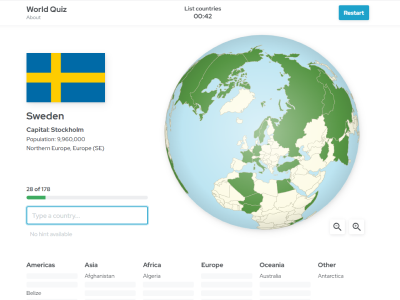 World Quiz
About
List countries
00:42
Restart
Sweden
Capital: Stockholm
Population: 9,960,000
Northern Europe, Europe (SE)
28 of 178
Type a country...
No hint available
Americas
Asia
Africa
Europe
Oceania
Other
Afghanistan
Algeria
Australia
Antarctica
Belize